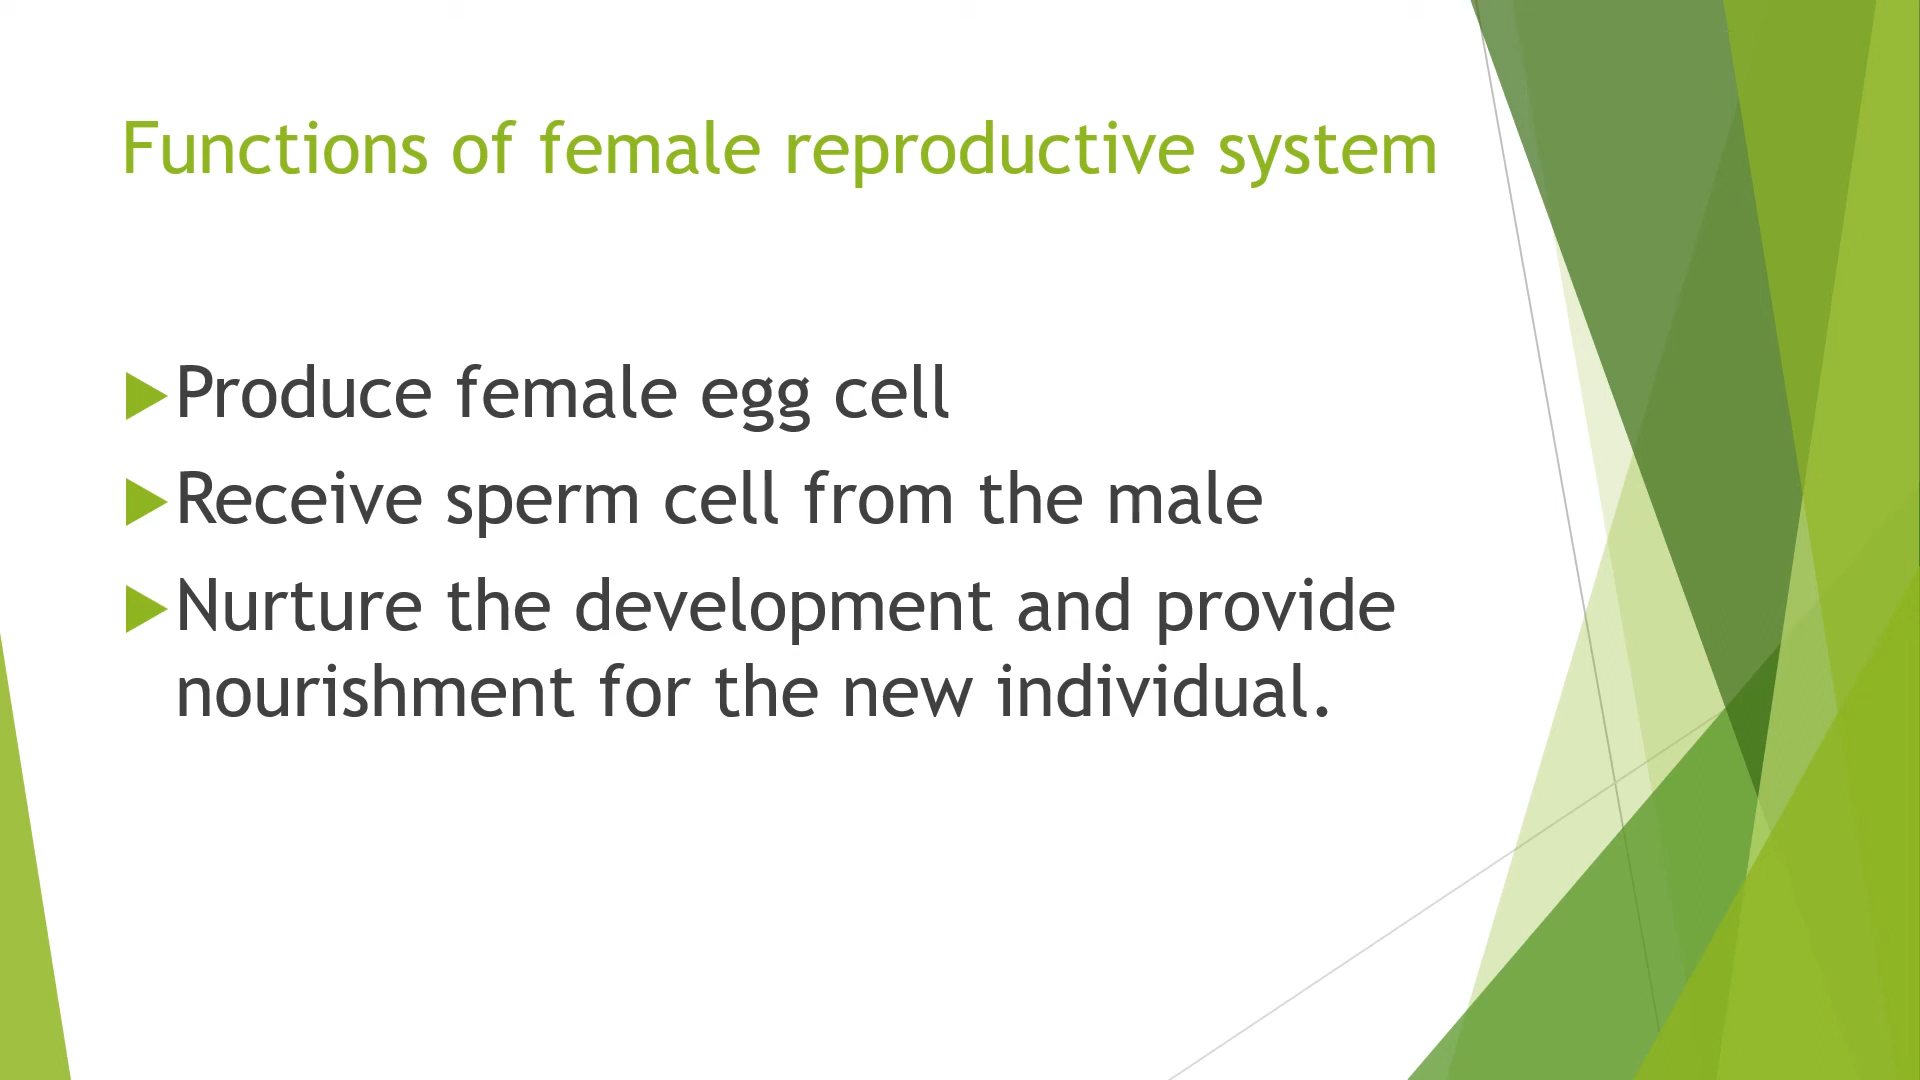 Functions of female reproductive system
Produce female egg cell
Receive sperm cell from the male
Nurture the development and provide
nourishment for the new individual.